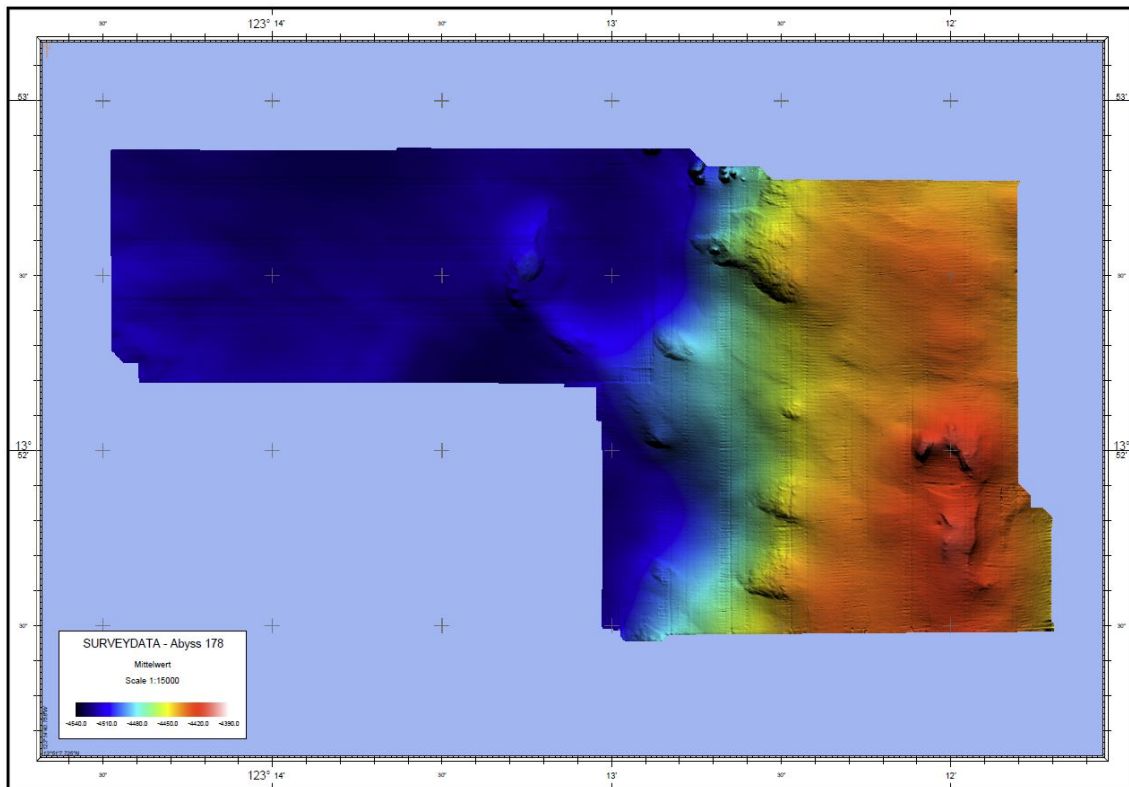 30" 123° 14' 30" 13' 30" 12'
53' 53'
30" 30"
13° 13°
52' 52'
30" 30"
SURVEYDATA - Abyss 178
Mittelwert
Scale 1:15000
-4540.0 -4510.0 -4480.0 -4450.0 -4420.0 -4390.0
30" 123° 14' 30" 13' 30" 12'